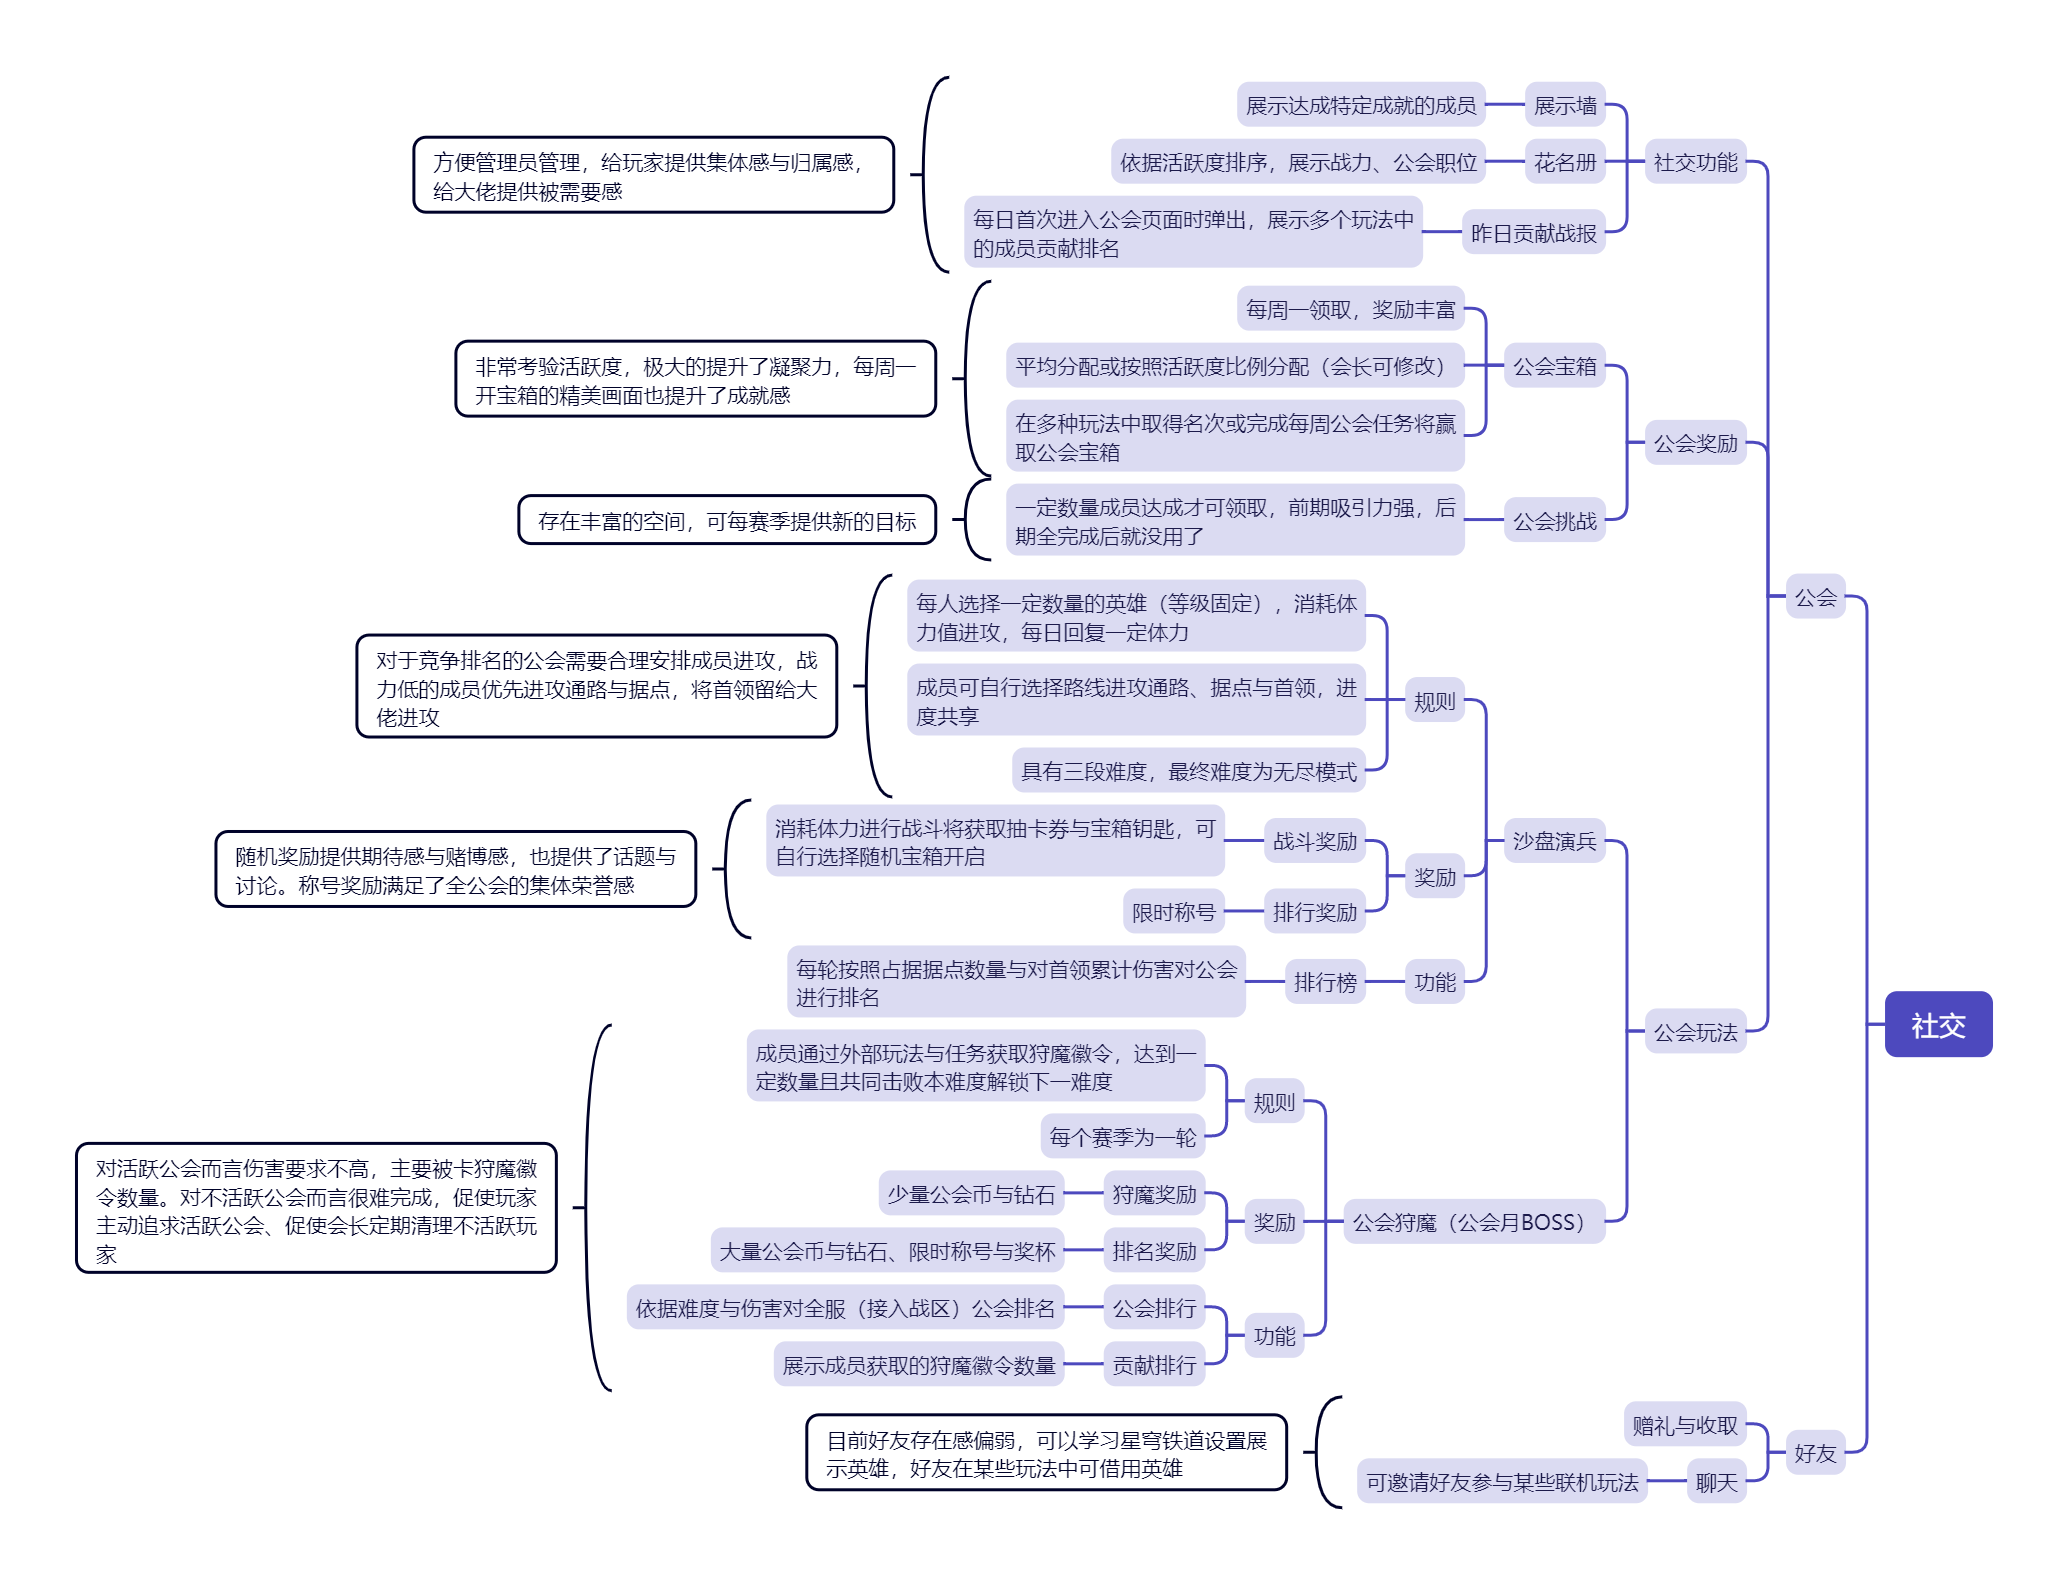 社交
公会
社交功能
展示墙
展示达成特定成就的成员
花名册
依据活跃度排序，展示战力、公会职位
昨日贡献战报
每日首次进入公会页面时弹出，展示多个玩法中
的成员贡献排名
方便管理员管理，给玩家提供集体感与归属感，
给大佬提供被需要感
公会奖励
公会宝箱
每周一领取，奖励丰富
平均分配或按照活跃度比例分配（会长可修改）
在多种玩法中取得名次或完成每周公会任务将赢
取公会宝箱
非常考验活跃度，极大的提升了凝聚力，每周一
开宝箱的精美画面也提升了成就感
公会挑战
一定数量成员达成才可领取，前期吸引力强，后
期全完成后就没用了
存在丰富的空间，可每赛季提供新的目标
公会玩法
沙盘演兵
规则
每人选择一定数量的英雄（等级固定），消耗体
力值进攻，每日回复一定体力
成员可自行选择路线进攻通路、据点与首领，进
度共享
具有三段难度，最终难度为无尽模式
对于竞争排名的公会需要合理安排成员进攻，战
力低的成员优先进攻通路与据点，将首领留给大
佬进攻
奖励
战斗奖励
消耗体力进行战斗将获取抽卡券与宝箱钥匙，可
自行选择随机宝箱开启
排行奖励
限时称号
随机奖励提供期待感与赌博感，也提供了话题与
讨论。称号奖励满足了全公会的集体荣誉感
功能
排行榜
每轮按照占据据点数量与对首领累计伤害对公会
进行排名
公会狩魔（公会月BOSS）
规则
成员通过外部玩法与任务获取狩魔徽令，达到一
定数量且共同击败本难度解锁下一难度
每个赛季为一轮
奖励
狩魔奖励
少量公会币与钻石
排名奖励
大量公会币与钻石、限时称号与奖杯
功能
公会排行
依据难度与伤害对全服（接入战区）公会排名
贡献排行
展示成员获取的狩魔徽令数量
对活跃公会而言伤害要求不高，主要被卡狩魔徽
令数量。对不活跃公会而言很难完成，促使玩家
主动追求活跃公会、促使会长定期清理不活跃玩
家
好友
赠礼与收取
聊天
可邀请好友参与某些联机玩法
目前好友存在感偏弱，可以学习星穹铁道设置展
示英雄，好友在某些玩法中可借用英雄